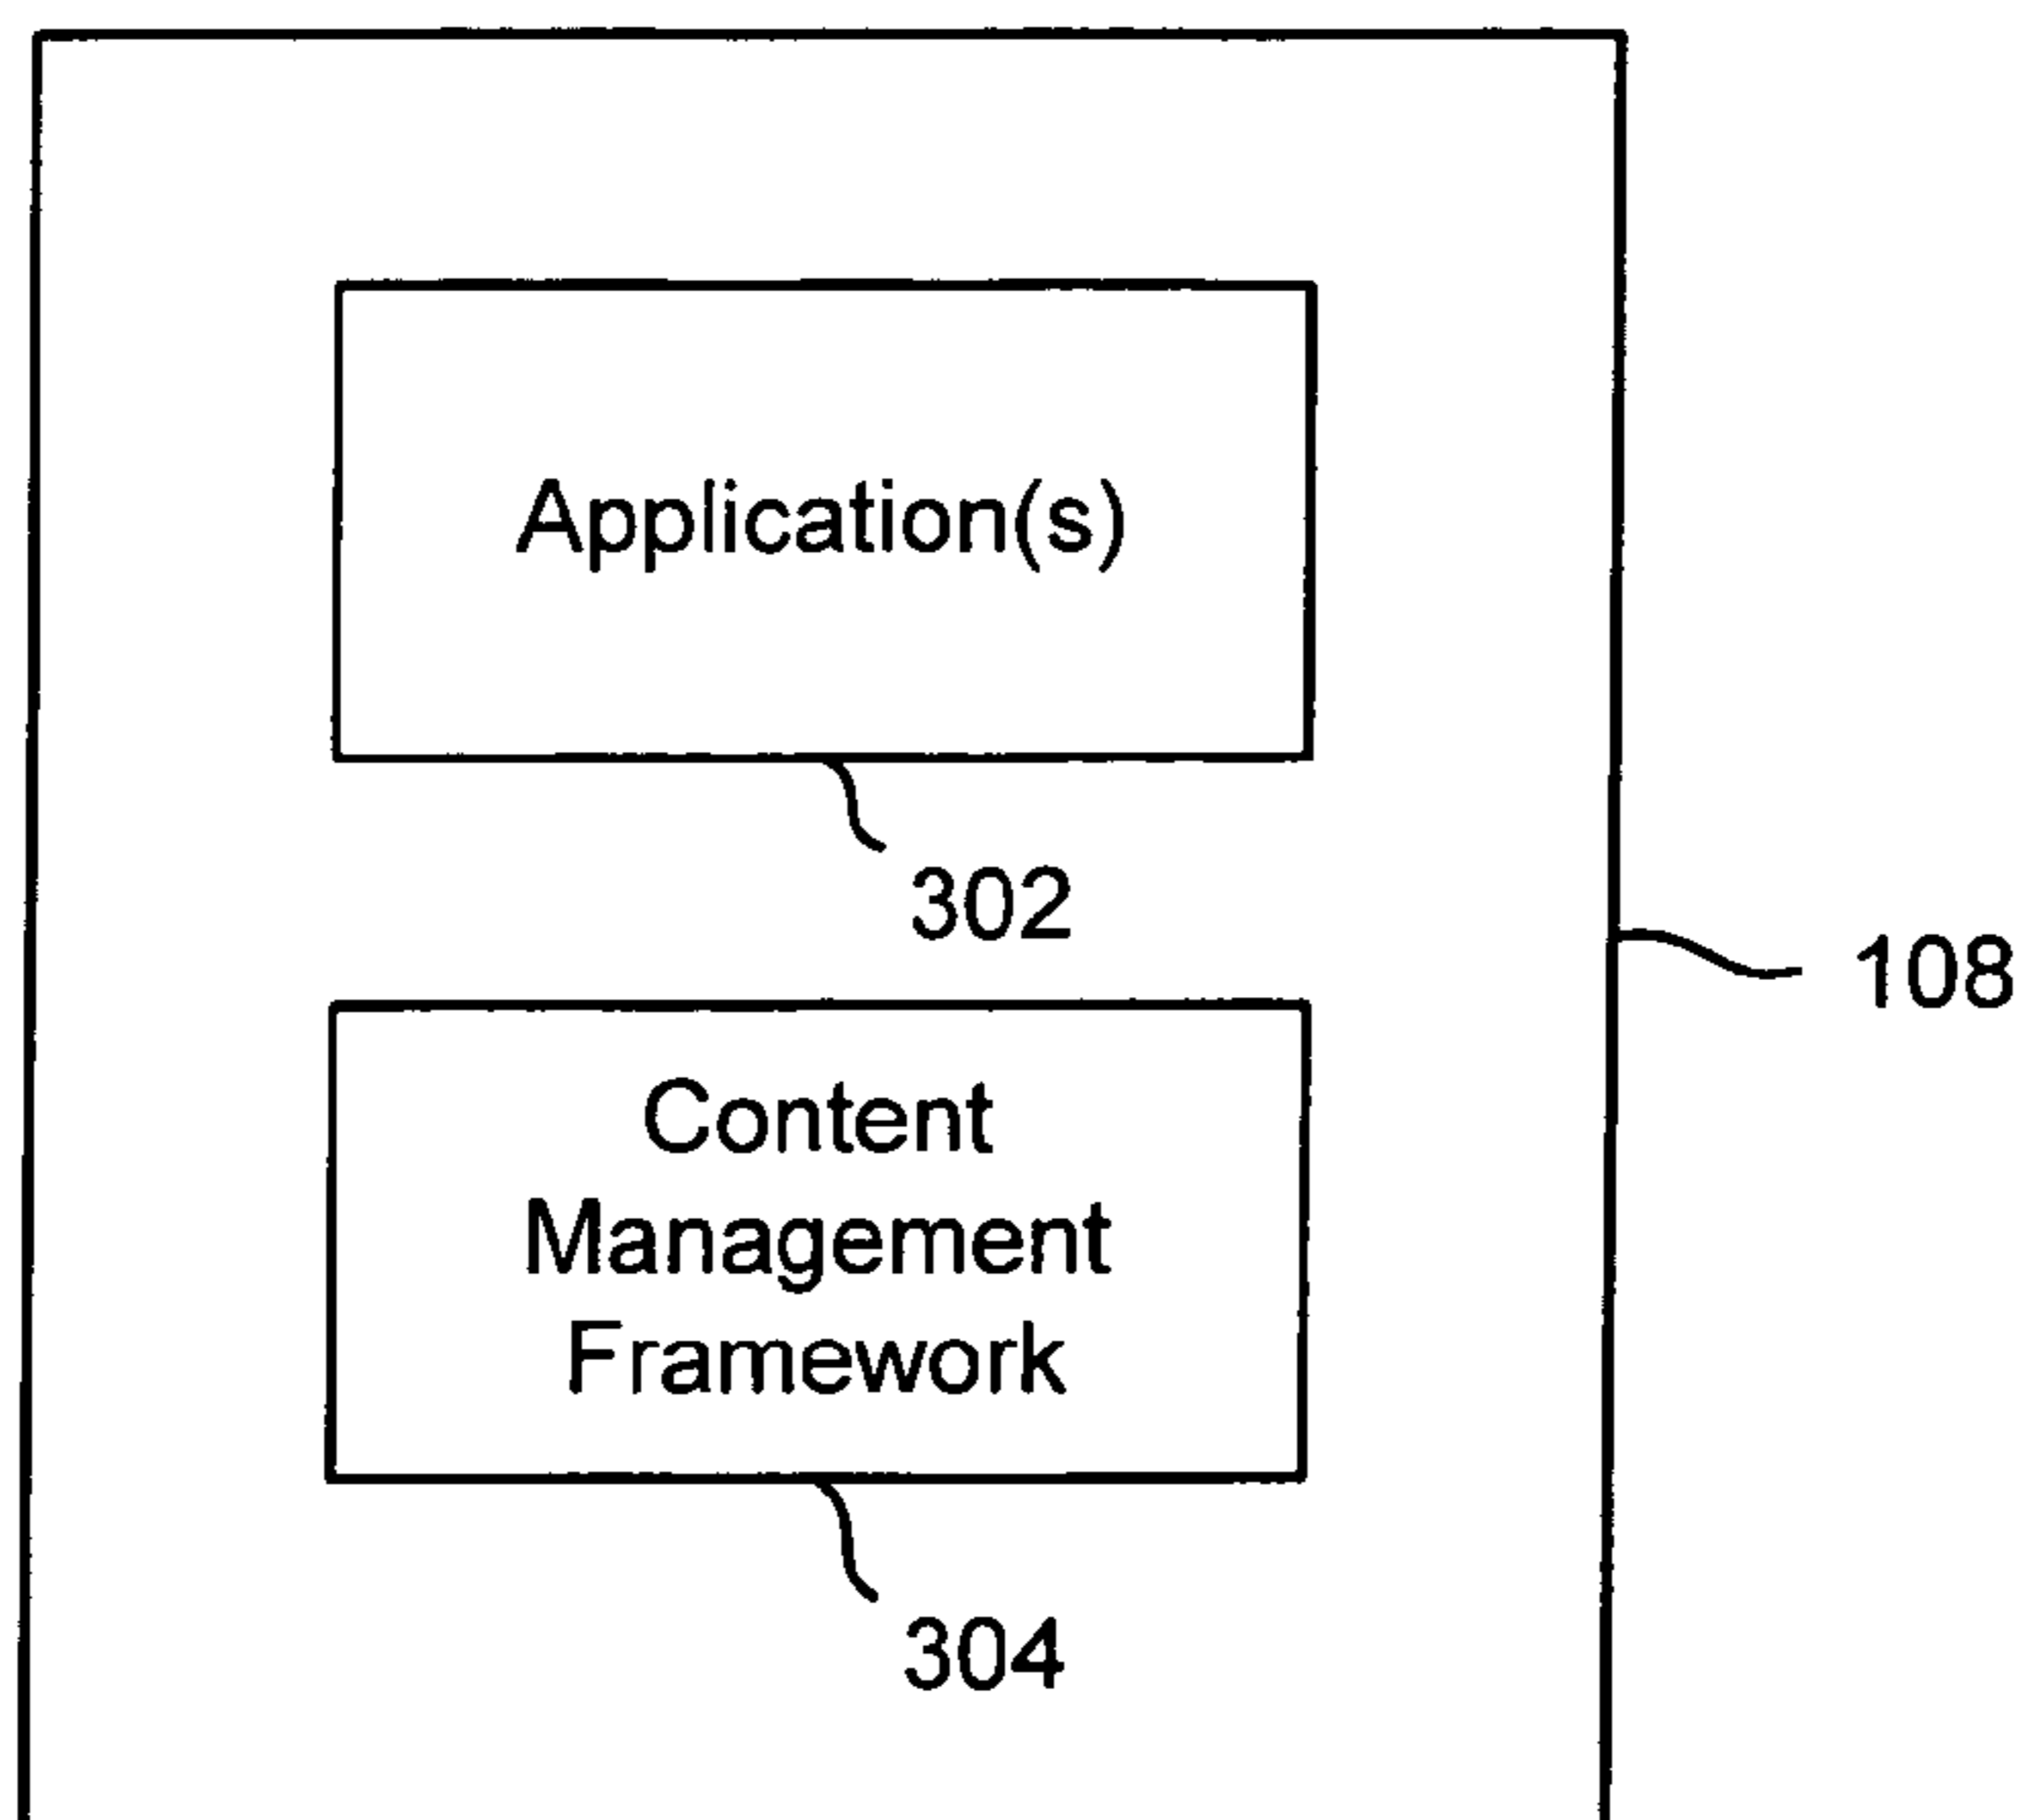 Application(s)
302
108
Content
Management
Framework
304